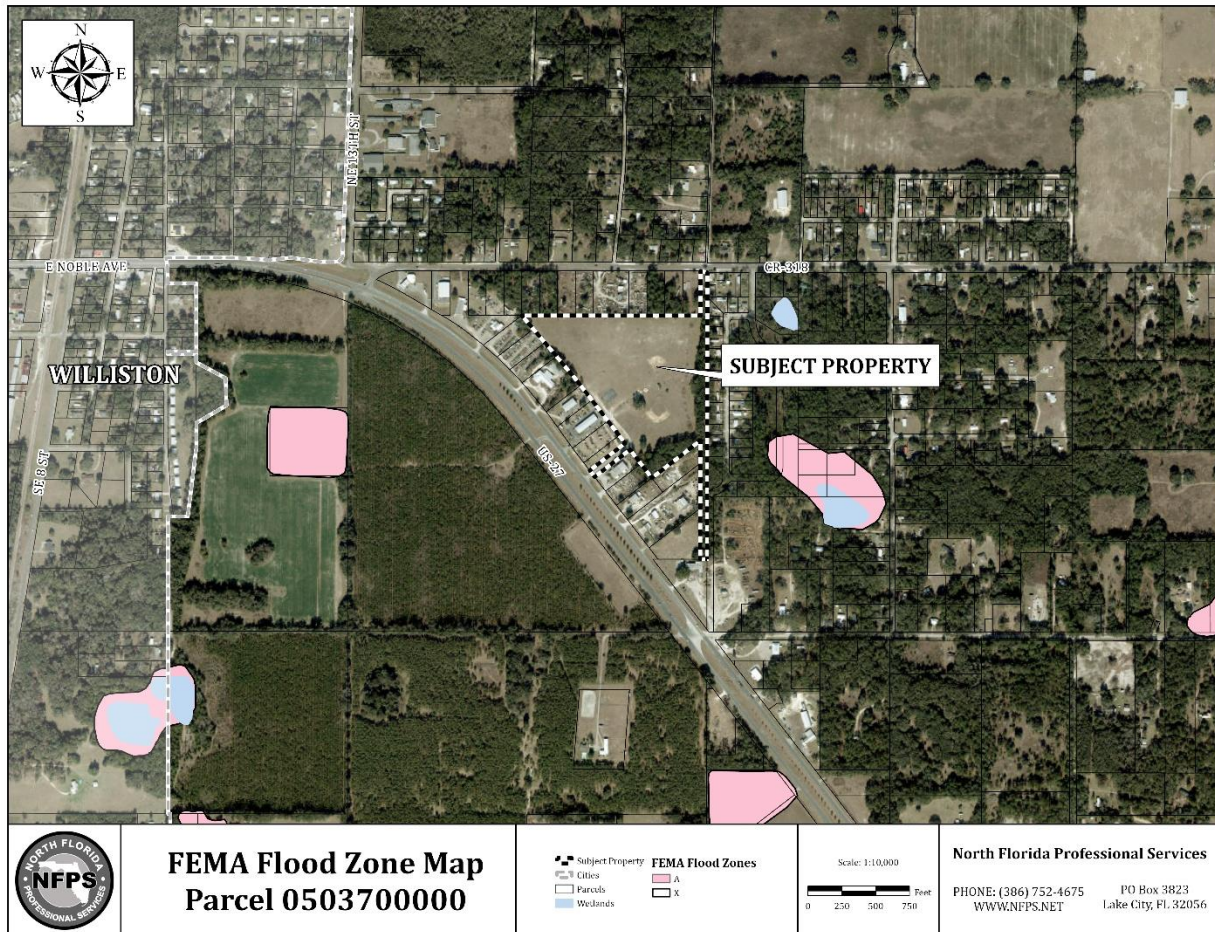 N
W E
S
NE 13TH ST
E NOBLE AVE
CR-318
WILLISTON
SUBJECT PROPERTY
US-27
SE 8 ST
NORTH FLORIDA
NFPS
PROFESSIONAL SERVICES
FEMA Flood Zone Map
Parcel 0503700000
Subject Property
Cities
Parcels
Wetlands
FEMA Flood Zones
A
X
Scale: 1:10,000
Feet
0 250 500 750
North Florida Professional Services
PHONE: (386) 752-4675
WWW.NFPS.NET
PO Box 3823
Lake City, FL 32056